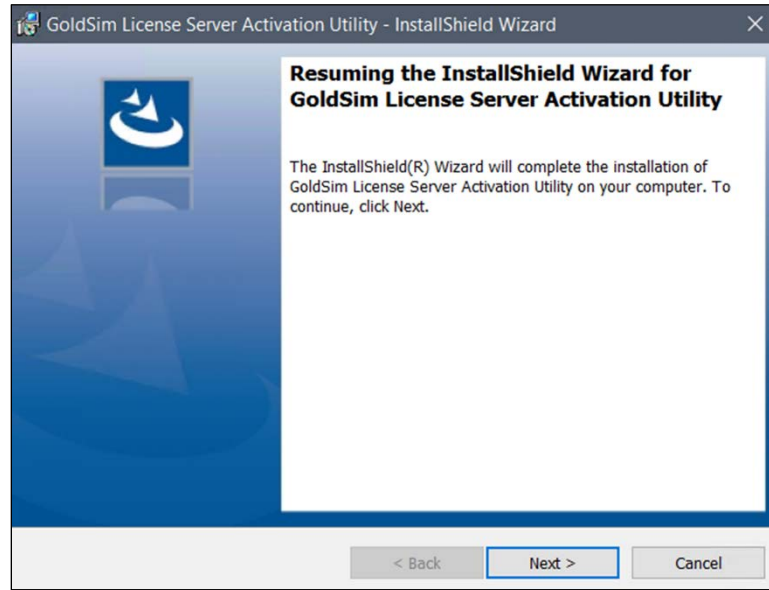 GoldSim License Server Activation Utility - InstallShield Wizard
Resuming the InstallShield Wizard for
GoldSim License Server Activation Utility
The InstallShield(R) Wizard will complete the installation of
GoldSim License Server Activation Utility on your computer. To
continue, click Next.
< Back Next > Cancel